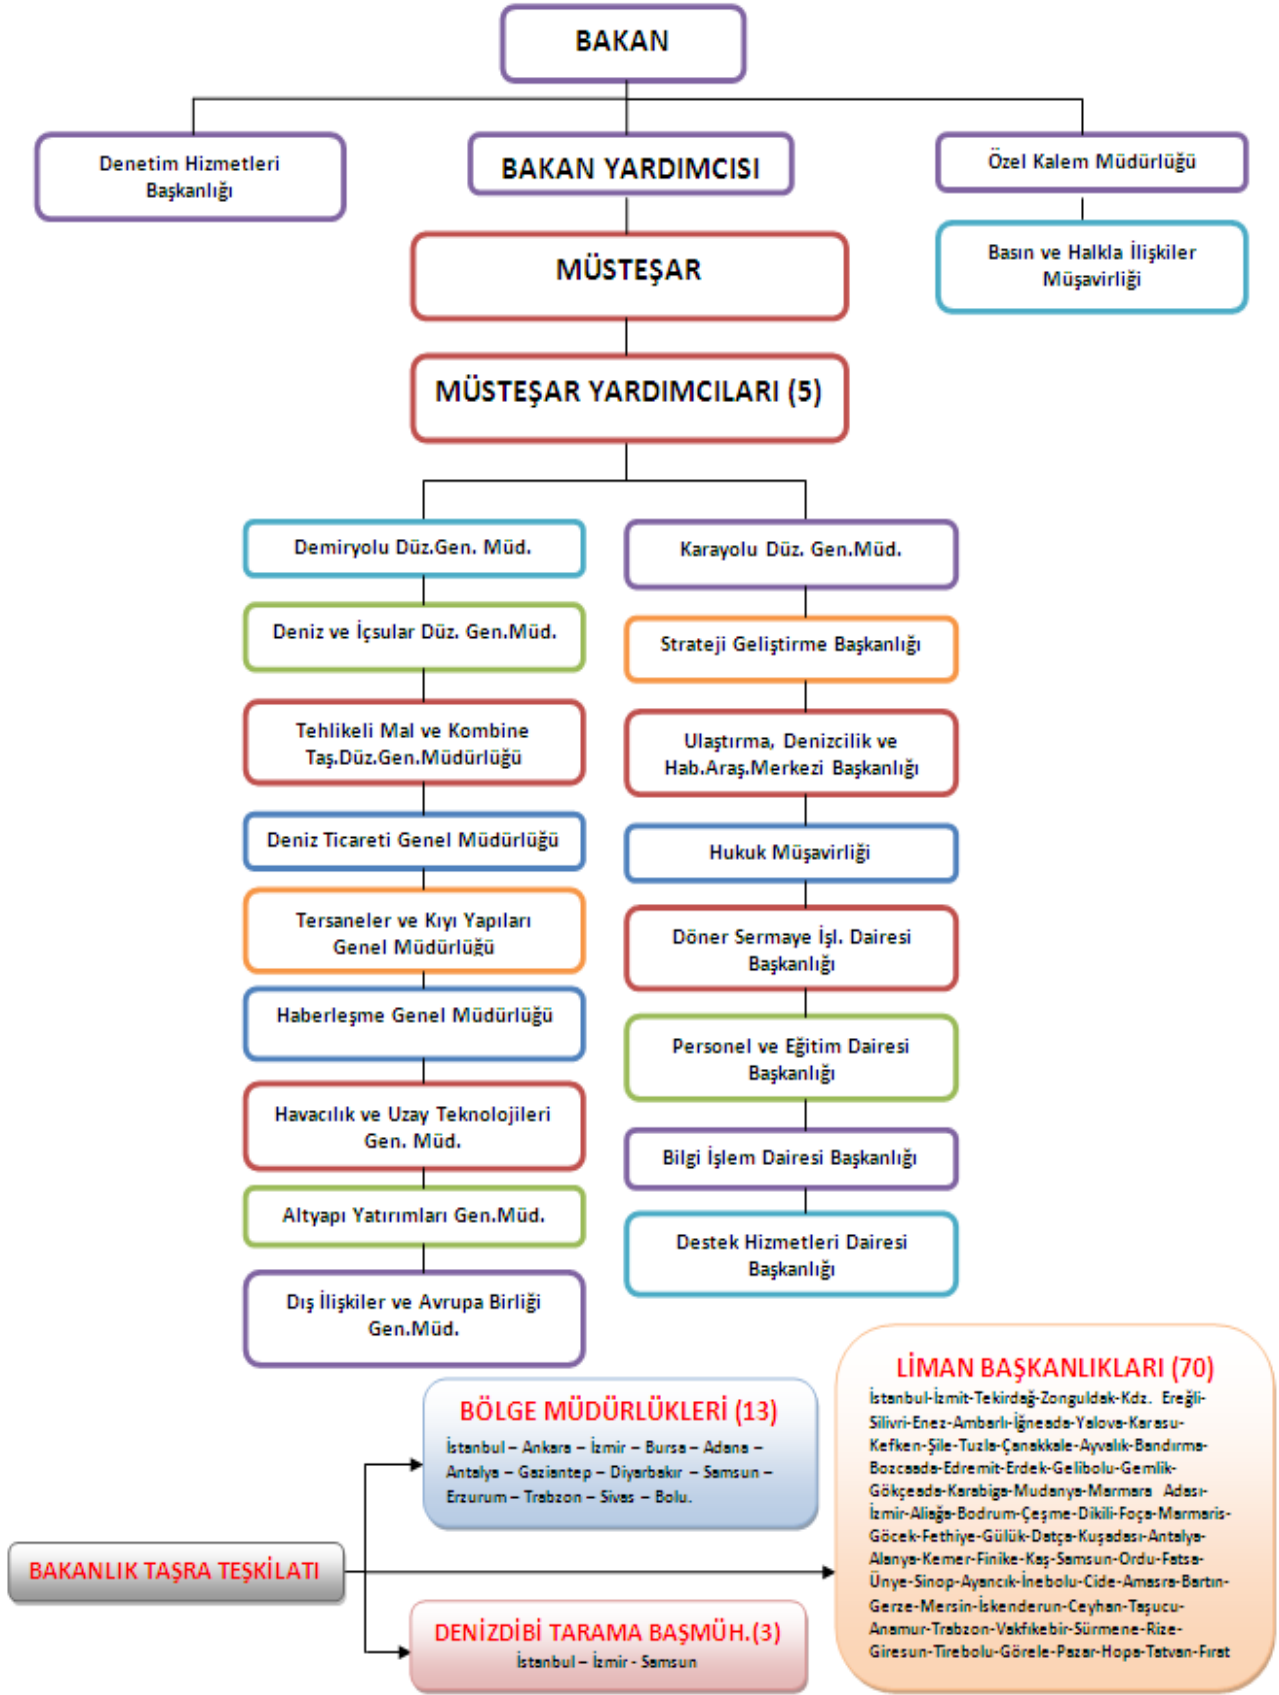 BAKAN
Denetim Hizmetleri
Başkanlığı
BAKAN YARDIMCISI
Özel Kalem Müdürlüğü
Basın ve Halkla İlişkiler
Müşavirliği
MÜSTEŞAR
MÜSTEŞAR YARDIMCILARI (5)
Demiryolu Düz.Gen. Müd.
Deniz ve İçsular Düz. Gen.Müd.
Tehlikeli Mal ve Kombine
Taş.Düz.Gen.Müdürlüğü
Deniz Ticareti Genel Müdürlüğü
Tersaneler ve Kıyı Yapıları
Genel Müdürlüğü
Haberleşme Genel Müdürlüğü
Havacılık ve Uzay Teknolojileri
Gen. Müd.
Altyapı Yatırımları Gen.Müd.
Dış İlişkiler ve Avrupa Birliği
Gen.Müd.
Karayolu Düz. Gen.Müd.
Strateji Geliştirme Başkanlığı
Ulaştırma, Denizcilik ve
Hab.Araş.Merkezi Başkanlığı
Hukuk Müşavirliği
Döner Sermaye İşl. Dairesi
Başkanlığı
Personel ve Eğitim Dairesi
Başkanlığı
Bilgi İşlem Dairesi Başkanlığı
Destek Hizmetleri Dairesi
Başkanlığı
BAKANLIK TAŞRA TEŞKİLATI
BÖLGE MÜDÜRLÜKLERİ (13)
İstanbul – Ankara – İzmir – Bursa – Adana –
Antalya – Gaziantep – Diyarbakır – Samsun –
Erzurum – Trabzon – Sivas – Bolu.
DENİZDİBİ TARAMA BAŞMÜH.(3)
İstanbul – İzmir - Samsun
LİMAN BAŞKANLIKLARI (70)
İstanbul-İzmit-Tekirdağ-Zonguldak-Kdz. Ereğli-
Silivri-Enez-Ambarlı-İğneada-Yalova-Karasu-
Kefken-Şile-Tuzla-Çanakkale-Ayvalık-Bandırma-
Bozcaada-Edremit-Erdek-Gelibolu-Gemlik-
Gökçeada-Karabiga-Mudanya-Marmara Adası-
İzmir-Aliağa-Bodrum-Çeşme-Dikili-Foça-Marmaris-
Göcek-Fethiye-Güllük-Datça-Kuşadası-Antalya-
Alanya-Kemer-Finike-Kaş-Samsun-Ordu-Fatsa-
Ünye-Sinop-Ayancık-İnebolu-Cide-Amasra-Bartın-
Gerze-Mersin-İskenderun-Ceyhan-Taşucu-
Anamur-Trabzon-Vakfıkebir-Sürmene-Rize-
Giresun-Tirebolu-Görele-Pazar-Hopa-Tatvan-Fırat